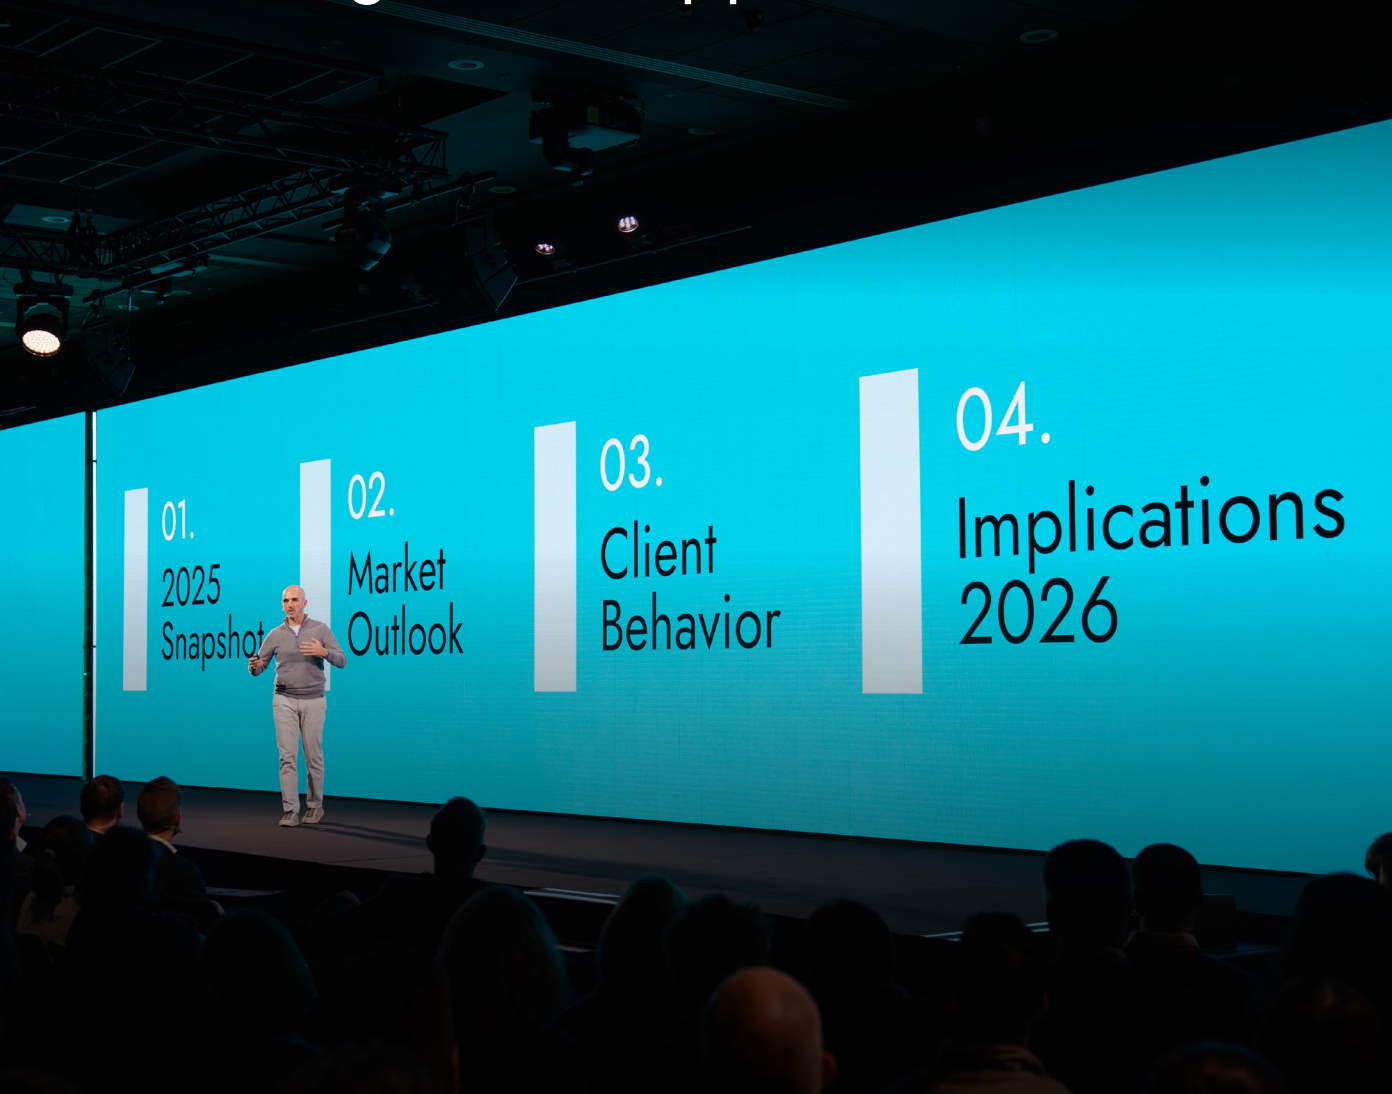 01.
2025
Snapshot
02.
Market
Outlook
03.
Client
Behavior
04.
Implications
2026